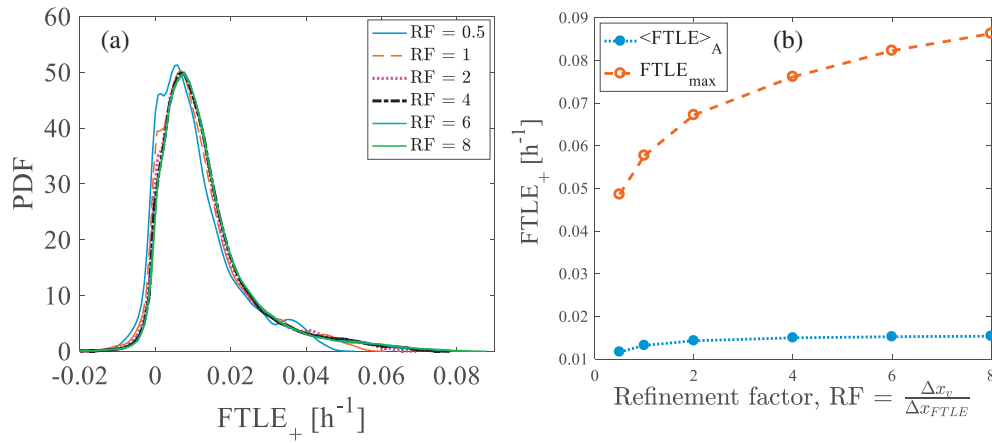 (a)
RF = 0.5
RF = 1
RF = 2
RF = 4
RF = 6
RF = 8
PDF
60
50
40
30
20
10
0
-0.02
0
0.02
0.04
0.06
0.08
FTLE+ [h-1]
(b)
<FTLE>A
FTLEmax
FTLE+ [h-1]
0.09
0.08
0.07
0.06
0.05
0.04
0.03
0.02
0.01
0
2
4
6
8
Refinement factor, RF = Δxv/ΔxFTLE